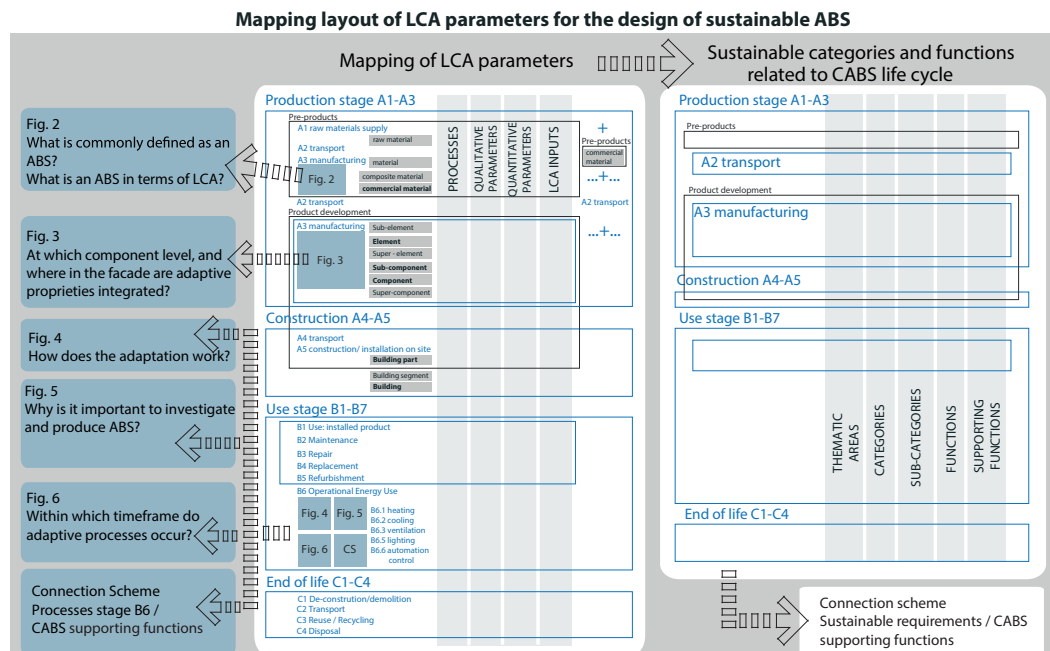 Mapping layout of LCA parameters for the design of sustainable ABS
Mapping of LCA parameters
Sustainable categories and functions
related to CABS life cycle
Fig. 2
What is commonly defined as an
ABS?
What is an ABS in terms of LCA?
Fig. 3
At which component level, and
where in the facade are adaptive
proprieties integrated?
Fig. 4
How does the adaptation work?
Fig. 5
Why is it important to investigate
and produce ABS?
Fig. 6
Within which timeframe do
adaptive processes occur?
Connection Scheme
Processes stage B6 /
CABS supporting functions
Production stage A1-A3
Pre-products
A1 raw materials supply
raw material
A2 transport
A3 manufacturing
material
Fig. 2
composite material
commercial material
A2 transport
Product development
A3 manufacturing
Sub-element
Element
Fig. 3
Super - element
Sub-component
Component
Super-component
PROCESSES
QUALITATIVE
PARAMETERS
QUANTITATIVE
PARAMETERS
LCA INPUTS
+
Pre-products
commercial
material
...+...
A2 transport
...+...
Construction A4-A5
A4 transport
A5 construction/ installation on site
Building part
Building segment
Building
Use stage B1-B7
B1 Use: installed product
B2 Maintenance
B3 Repair
B4 Replacement
B5 Refurbishment
B6 Operational Energy Use
Fig. 4
Fig. 5
Fig. 6
CS
B6.1 heating
B6.2 cooling
B6.3 ventilation
B6.5 lighting
B6.6 automation
control
End of life C1-C4
C1 De-constrution/demolition
C2 Transport
C3 Reuse / Recycling
C4 Disposal
Production stage A1-A3
Pre-products
A2 transport
Product development
A3 manufacturing
Construction A4-A5
Use stage B1-B7
THEMATIC
AREAS
CATEGORIES
SUB-CATEGORIES
FUNCTIONS
SUPPORTING
FUNCTIONS
End of life C1-C4
Connection scheme
Sustainable requirements / CABS
supporting functions